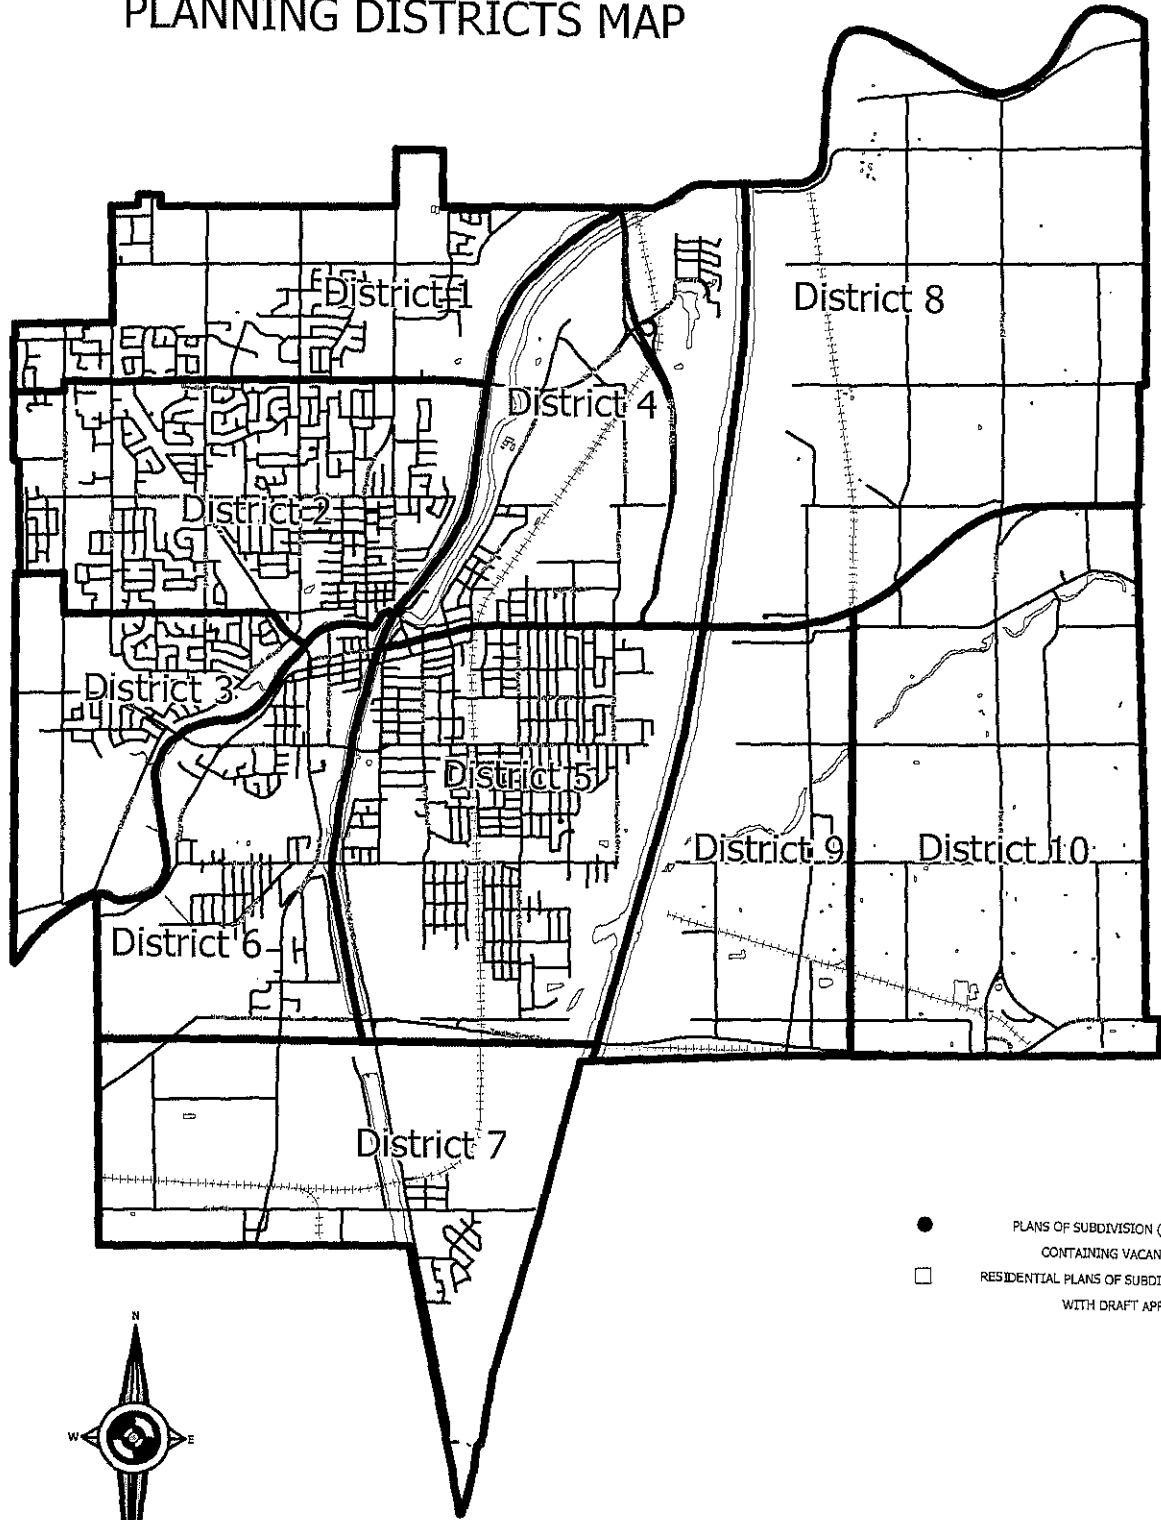 PLANNING DISTRICTS MAP
District 1
District 8
District 4
District 2
District 3
District 5
District 9
District 10
District 6
District 7
PLANS OF SUBDIVISION (
CONTAINING VACAN
RESIDENTIAL PLANS OF SUBDI
WITH DRAFT APP
N
W
E